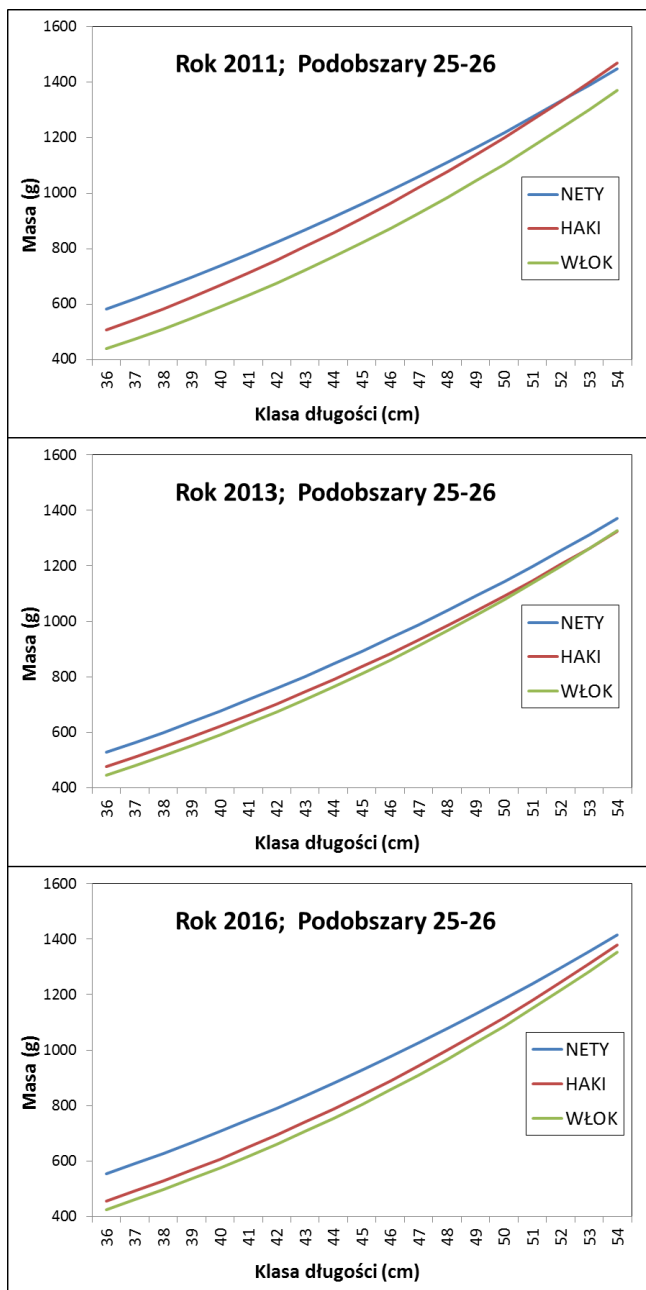 Rok 2011; Podobszary 25-26
Masa (g)
1600
1400
1200
1000
800
600
400
NETY
HAKI
WŁOK
36 37 38 39 40 41 42 43 44 45 46 47 48 49 50 51 52 53 54
Klasa długości (cm)
Rok 2013; Podobszary 25-26
Masa (g)
1600
1400
1200
1000
800
600
400
NETY
HAKI
WŁOK
36 37 38 39 40 41 42 43 44 45 46 47 48 49 50 51 52 53 54
Klasa długości (cm)
Rok 2016; Podobszary 25-26
Masa (g)
1600
1400
1200
1000
800
600
400
NETY
HAKI
WŁOK
36 37 38 39 40 41 42 43 44 45 46 47 48 49 50 51 52 53 54
Klasa długości (cm)